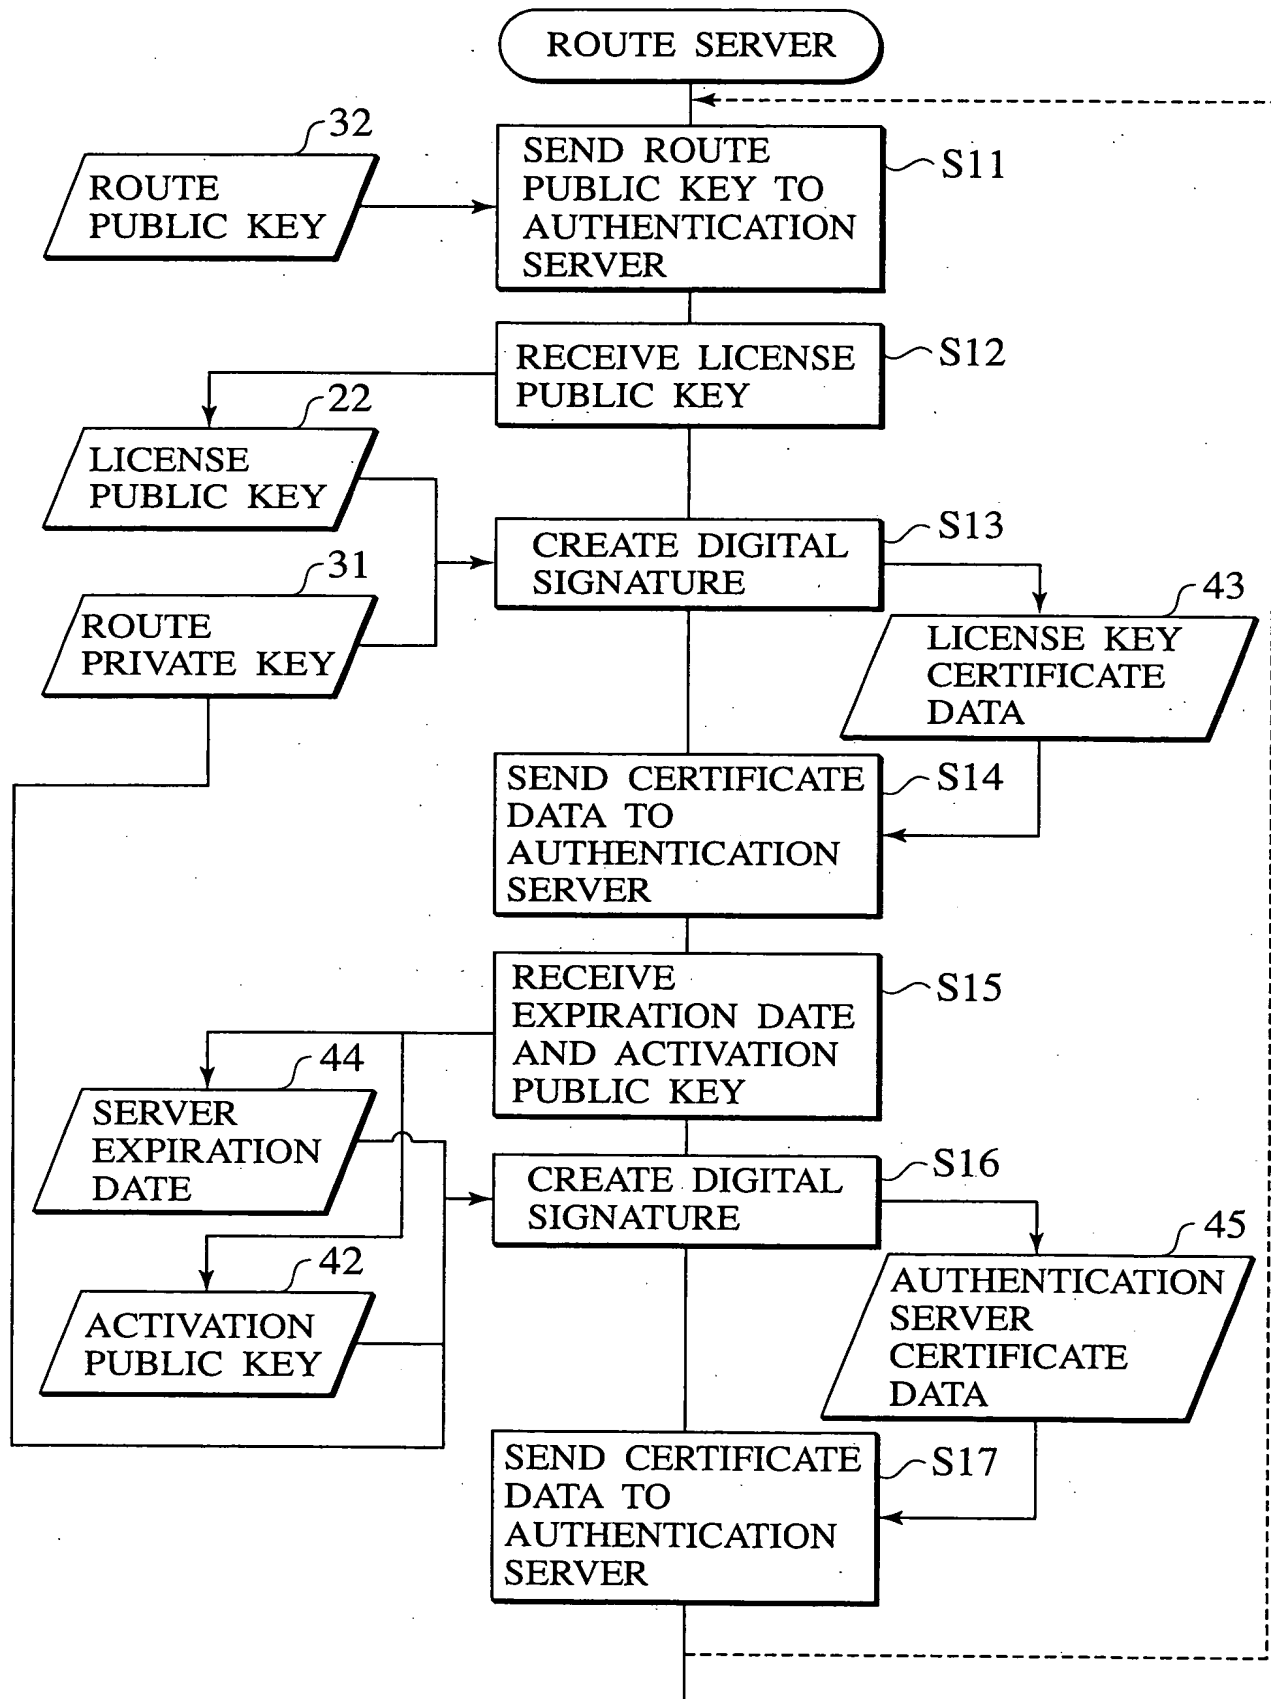 ROUTE SERVER
32
ROUTE
PUBLIC KEY
SEND ROUTE
PUBLIC KEY TO
AUTHENTICATION
SERVER
S11
RECEIVE LICENSE
PUBLIC KEY
S12
22
LICENSE
PUBLIC KEY
31
ROUTE
PRIVATE KEY
CREATE DIGITAL
SIGNATURE
S13
43
LICENSE KEY
CERTIFICATE
DATA
SEND CERTIFICATE
DATA TO
AUTHENTICATION
SERVER
S14
RECEIVE
EXPIRATION DATE
AND ACTIVATION
PUBLIC KEY
S15
44
SERVER
EXPIRATION
DATE
CREATE DIGITAL
SIGNATURE
S16
42
ACTIVATION
PUBLIC KEY
45
AUTHENTICATION
SERVER
CERTIFICATE
DATA
SEND CERTIFICATE
DATA TO
AUTHENTICATION
SERVER
S17